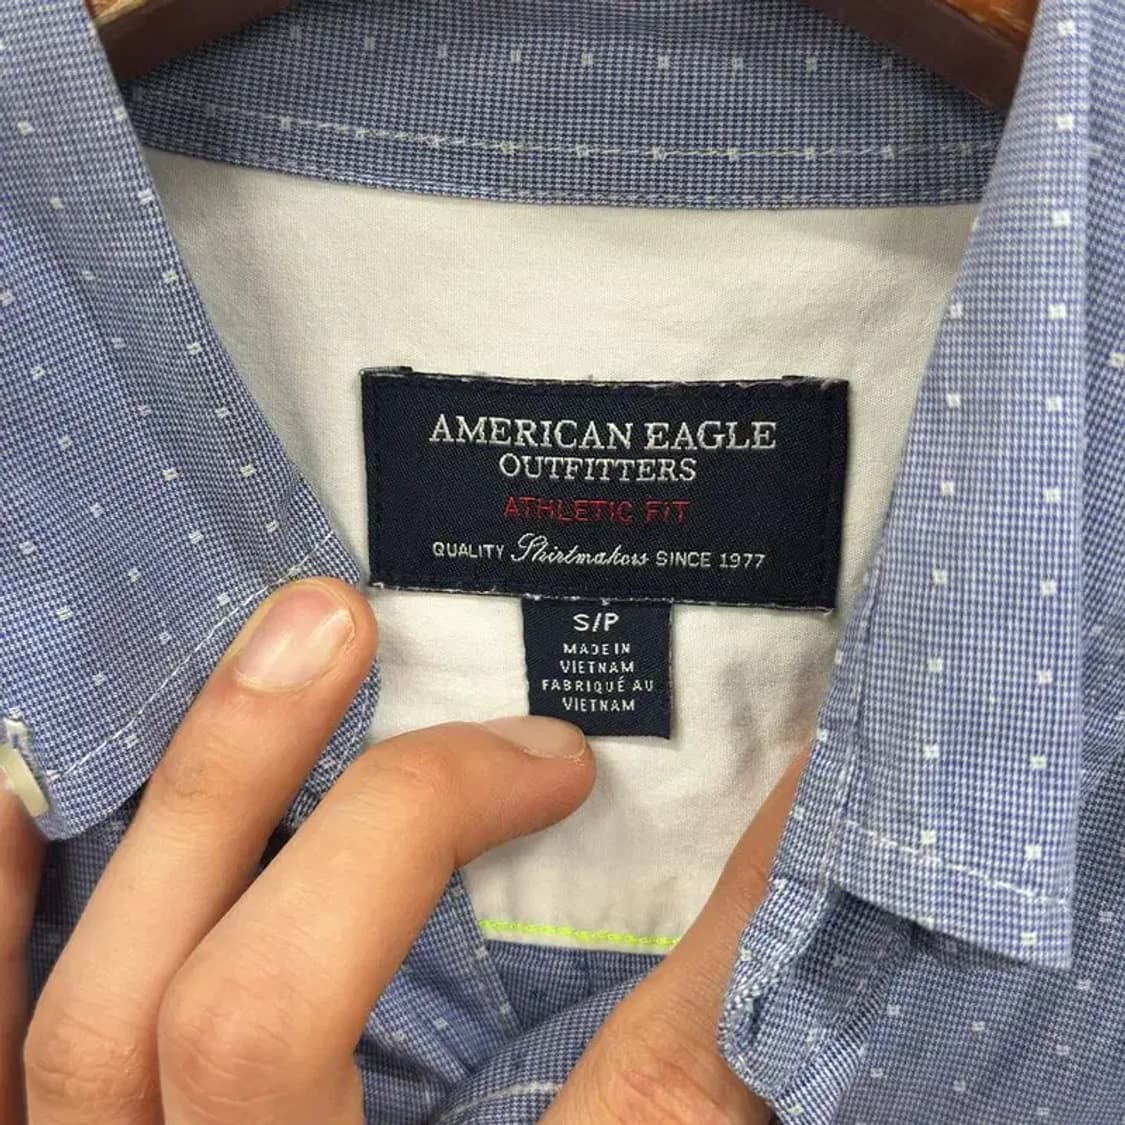 AMERICAN EAGLE
OUTFITTERS
ATHLETIC FIT
QUALITY Shirtmakers SINCE 1977
S/P
MADE IN
VIETNAM
FABRIQUÉ AU
VIETNAM